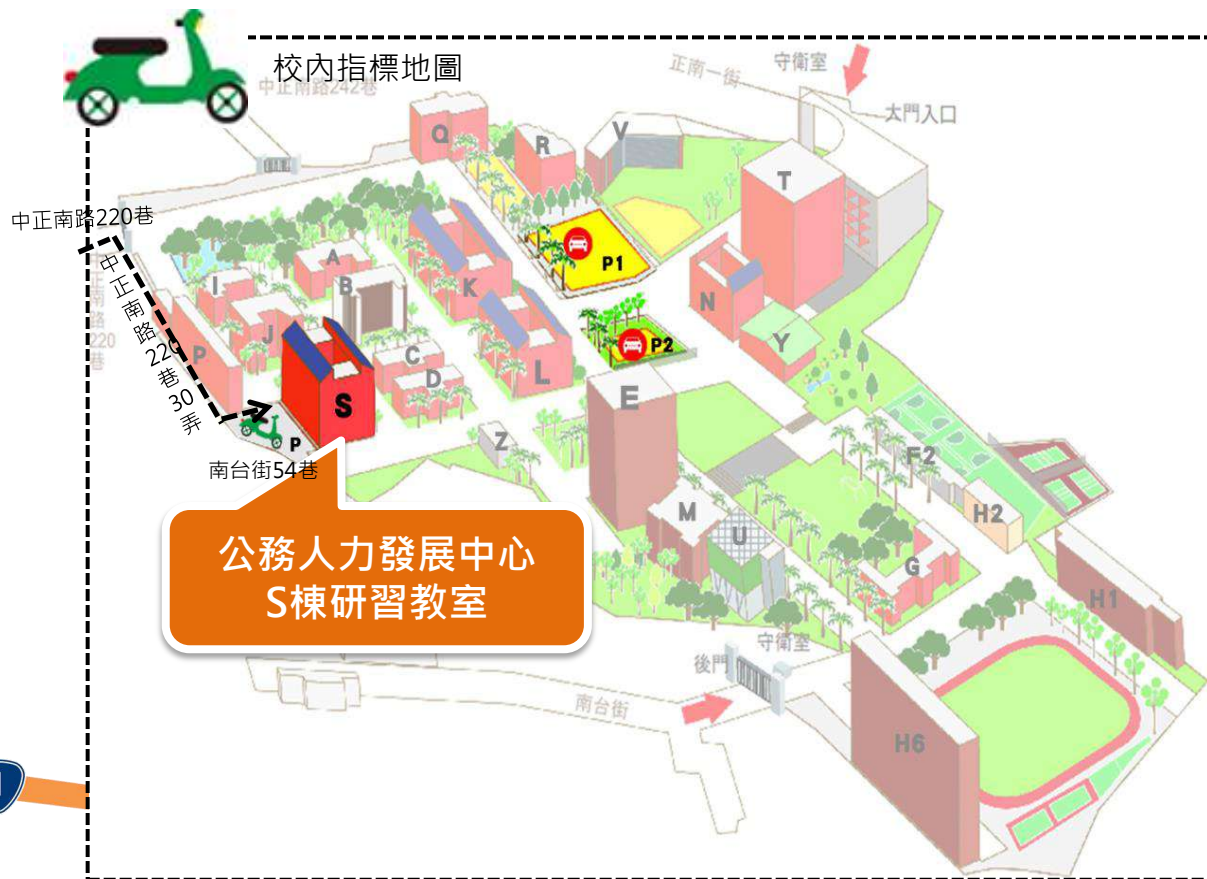 校內指標地圖
中正南路242巷
正南一街
守衛室
大門入口
中正南路220巷
中正南路220巷
中正南路220巷30弄
Q
R
V
T
P1
A
I
B
K
N
J
P
P2
Y
C
L
D
E
S
P
Z
F2
南台街54巷
M
H2
U
G
公務人力發展中心
S棟研習教室
H1
守衛室
後門
南台街
H6